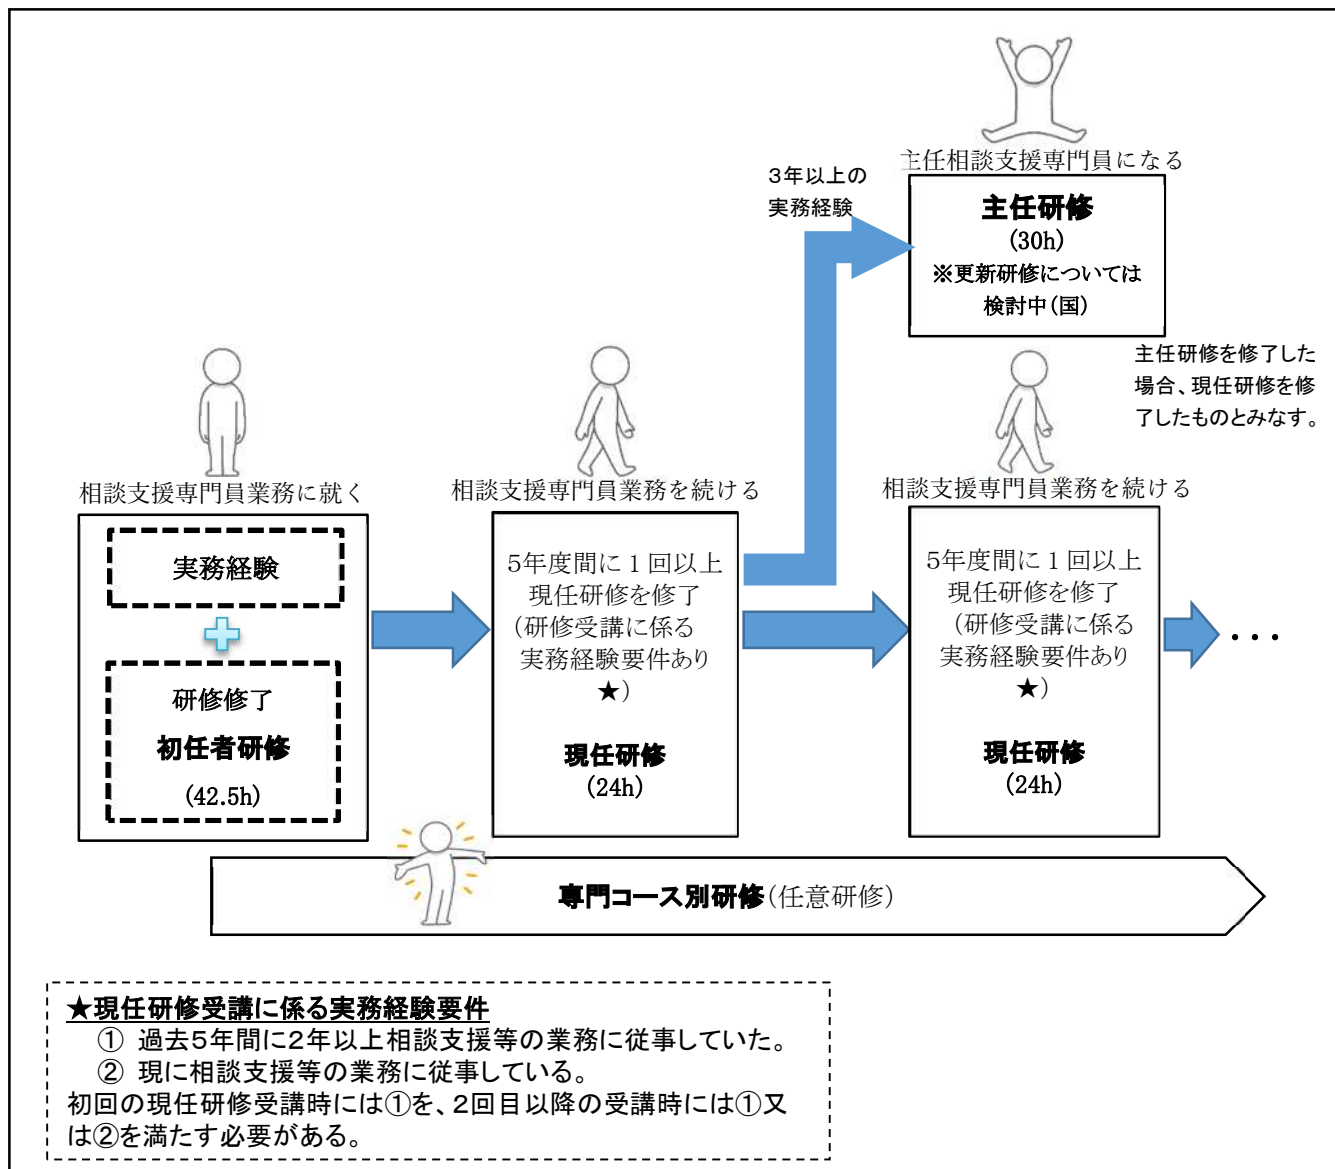 主任相談支援専門員になる
3年以上の
実務経験
主任研修
(30h)
※更新研修については
検討中(国)
主任研修を修了した
場合、現任研修を修
了したものとみなす。
相談支援専門員業務に就く
実務経験
研修修了
初任者研修
(42.5h)
相談支援専門員業務を続ける
5年度間に1回以上
現任研修を修了
(研修受講に係る
実務経験要件あり
★)
現任研修
(24h)
相談支援専門員業務を続ける
5年度間に1回以上
現任研修を修了
(研修受講に係る
実務経験要件あり
★)
現任研修
(24h)
・・・
専門コース別研修(任意研修)
★現任研修受講に係る実務経験要件
① 過去5年間に2年以上相談支援等の業務に従事していた。
② 現に相談支援等の業務に従事している。
初回の現任研修受講時には①を、2回目以降の受講時には①又
は②を満たす必要がある。